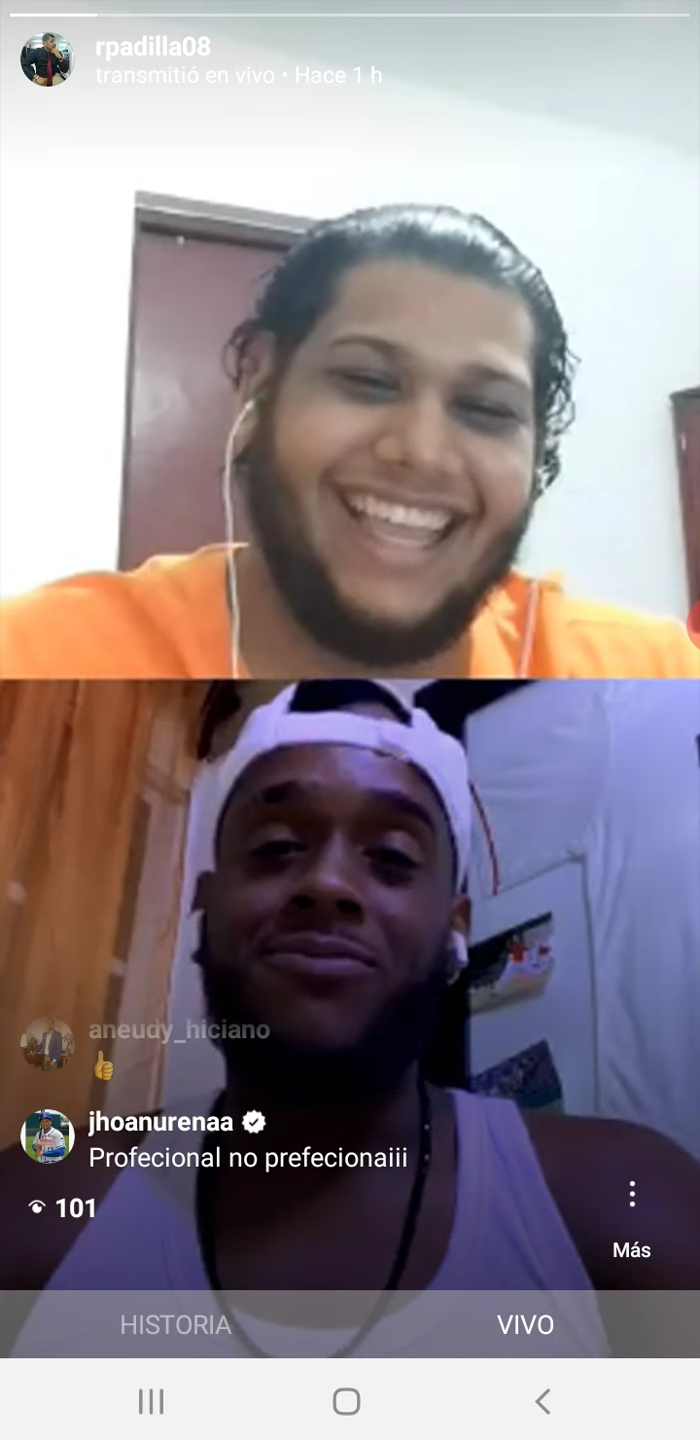 rpadilla08
transmitió en vivo • Hace 1 h
aneudy_hiciano
👍
jhoanurenaa
Profecional no prefecionaiii
101
Más
HISTORIA
VIVO